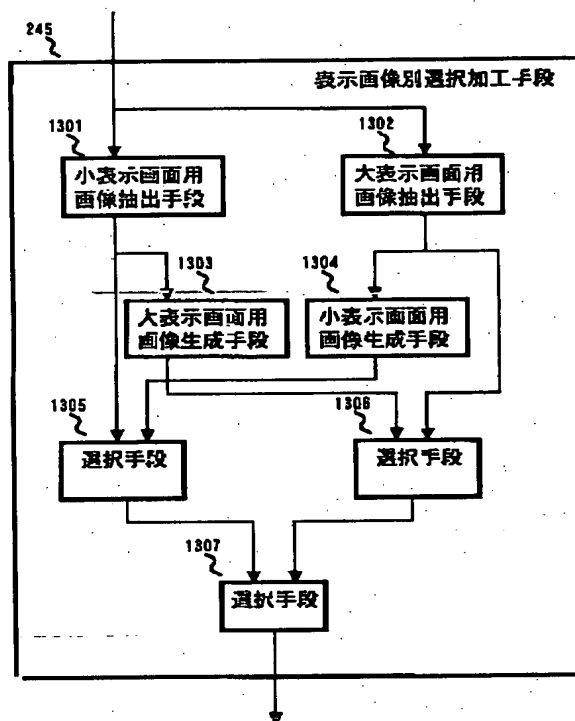 245
表示画像別選択加工手段
1301
小表示画面用
画像抽出手段
1302
大表示画面用
画像抽出手段
1303
大表示画面用
画像生成手段
1304
小表示画面用
画像生成手段
1305
選択手段
1306
選択手段
1307
選択手段